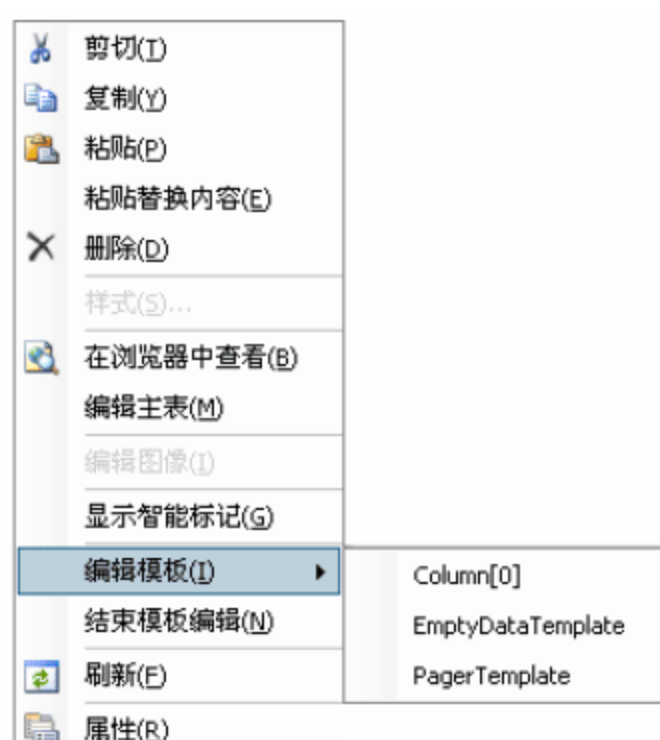 剪切(T)
复制(Y)
粘贴(P)
粘贴替换内容(E)
删除(D)
样式(S)...
在浏览器中查看(B)
编辑主表(M)
编辑图像(I)
显示智能标记(G)
编辑模板(I)
Column[0]
结束模板编辑(N)
EmptyDataTemplate
刷新(F)
PagerTemplate
属性(R)